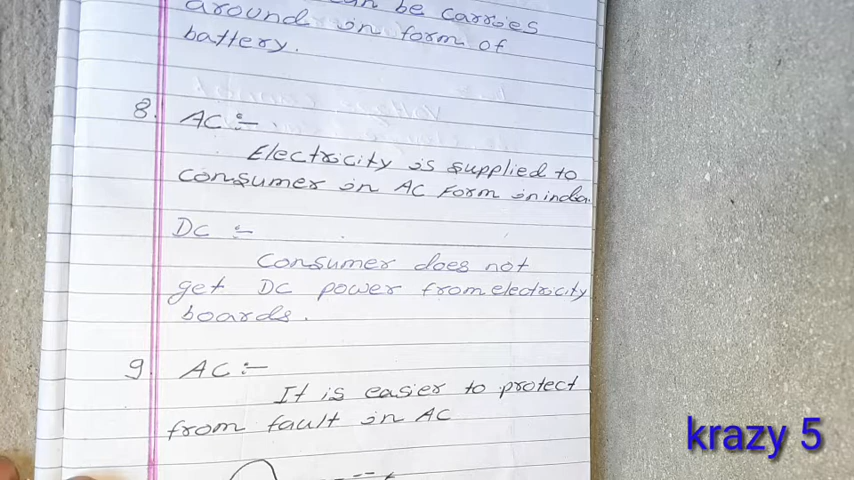 be carries
around in form of
battery.
8. AC :-
Electricity is supplied to
consumer in AC form in india.
DC :-
Consumer does not
get DC power from electricity
boards.
9. AC :-
It is easier to protect
from fault in AC
krazy 5